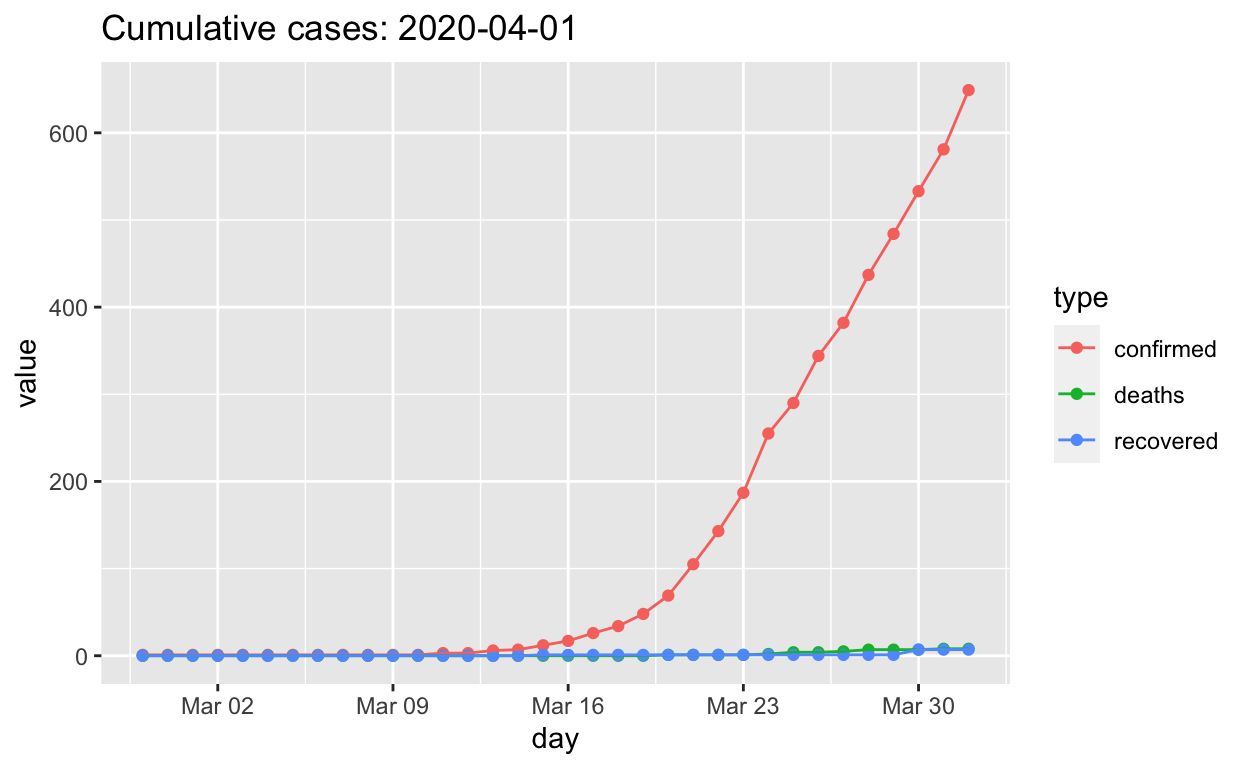 Cumulative cases: 2020-04-01
600
400
200
0
value
Mar 02 Mar 09 Mar 16 Mar 23 Mar 30
day
type
confirmed
deaths
recovered